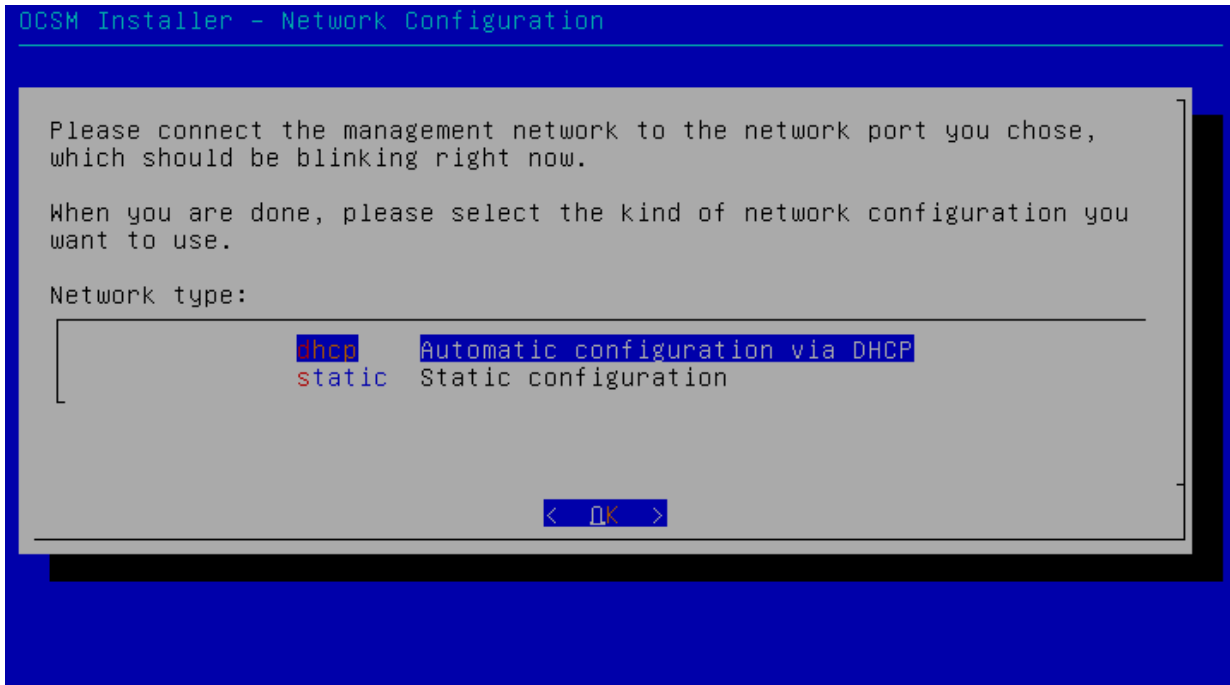 OCSM Installer - Network Configuration
Please connect the management network to the network port you chose,
which should be blinking right now.
When you are done, please select the kind of network configuration you
want to use.
Network type:
dhcp Automatic configuration via DHCP
static Static configuration
< OK >